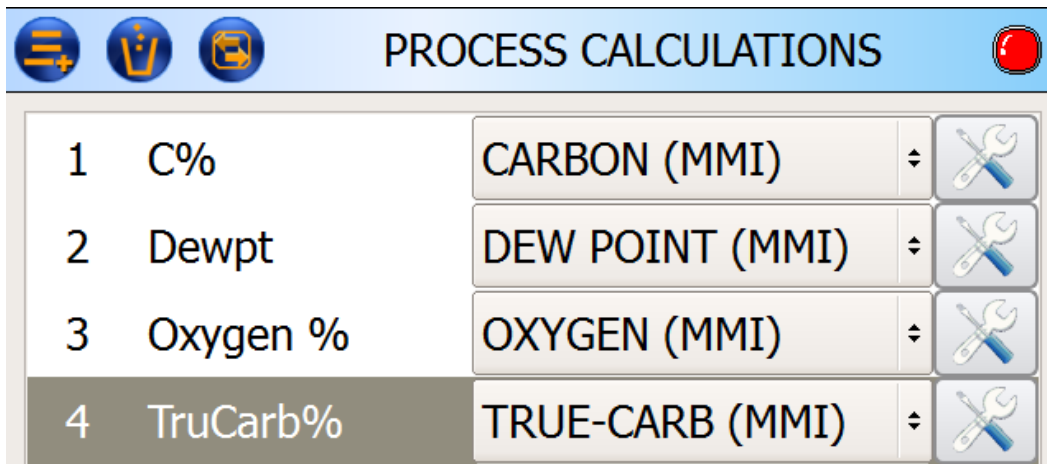 PROCESS CALCULATIONS
1 C% CARBON (MMI)
2 Dewpt DEW POINT (MMI)
3 Oxygen % OXYGEN (MMI)
4 TruCarb% TRUE-CARB (MMI)